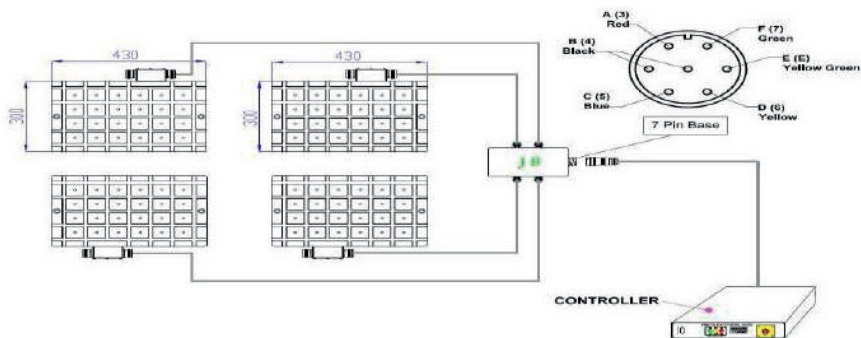 430
430
300
300
A (3)
Red
B (4)
Black
C (5)
Blue
F (7)
Green
E (E)
Yellow Green
D (6)
Yellow
7 Pin Base
JB
CONTROLLER